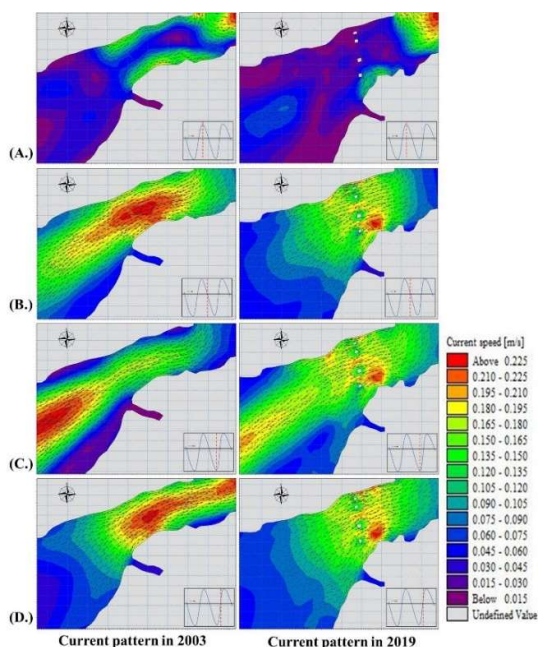 (A.)
(B.)
(C.)
(D.)
Current pattern in 2003
Current pattern in 2019
Current speed [m/s]
Above 0.225
0.210 - 0.225
0.195 - 0.210
0.180 - 0.195
0.165 - 0.180
0.150 - 0.165
0.135 - 0.150
0.120 - 0.135
0.105 - 0.120
0.090 - 0.105
0.075 - 0.090
0.060 - 0.075
0.045 - 0.060
0.030 - 0.045
0.015 - 0.030
Below 0.015
Undefined Value